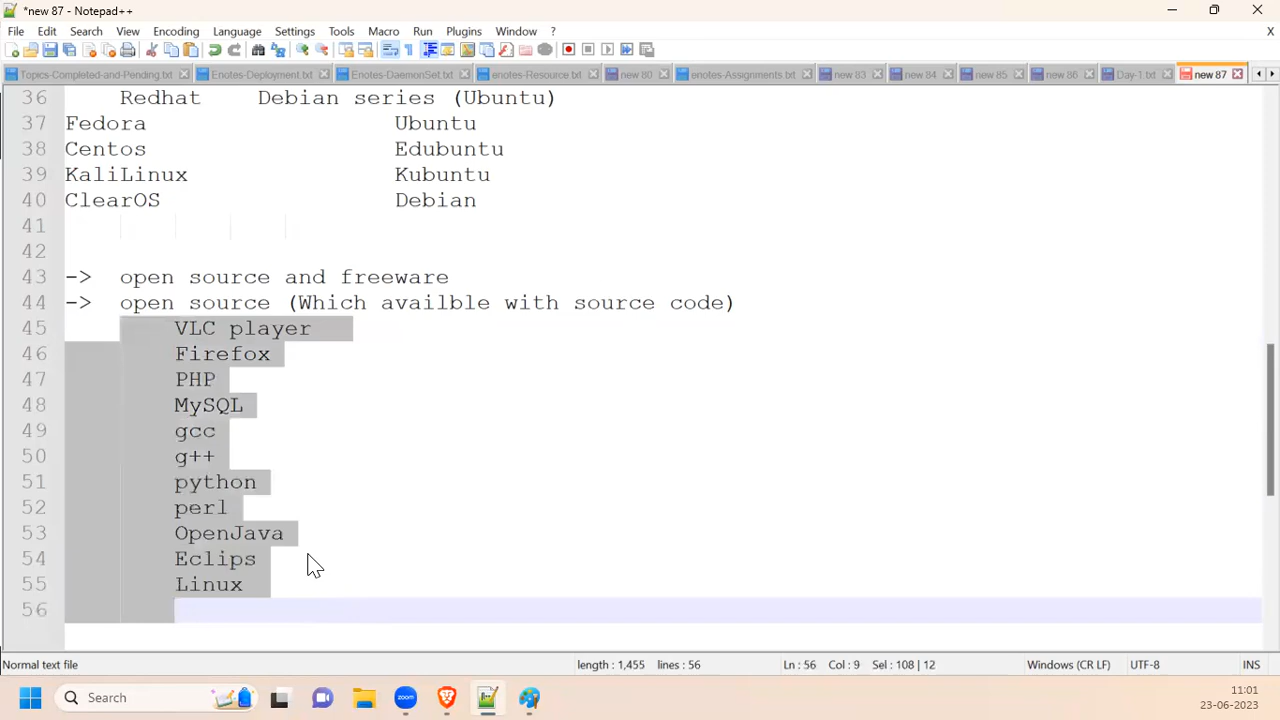 *new 87 - Notepad++
File Edit Search View Encoding Language Settings Tools Macro Run Plugins Window ? X
Topics-Completed-and-Pending.txt Enotes-Deployment.txt Enotes-DaemonSet.txt enotes-Resource.txt new 80 enotes-Assignments.txt new 83 new 84 new 85 new 86 Day-1.txt new 87
36 Redhat Debian series (Ubuntu)
37 Fedora Ubuntu
38 Centos Edubuntu
39 KaliLinux Kubuntu
40 ClearOS Debian
41
42
43 -> open source and freeware
44 -> open source (Which availble with source code)
45 VLC player
46 Firefox
47 PHP
48 MySQL
49 gcc
50 g++
51 python
52 perl
53 OpenJava
54 Eclips
55 Linux
56
Normal text file length : 1,455 lines : 56 Ln : 56 Col : 9 Sel : 108 | 12 Windows (CR LF) UTF-8 INS
Search zoom 11:01
23-06-2023